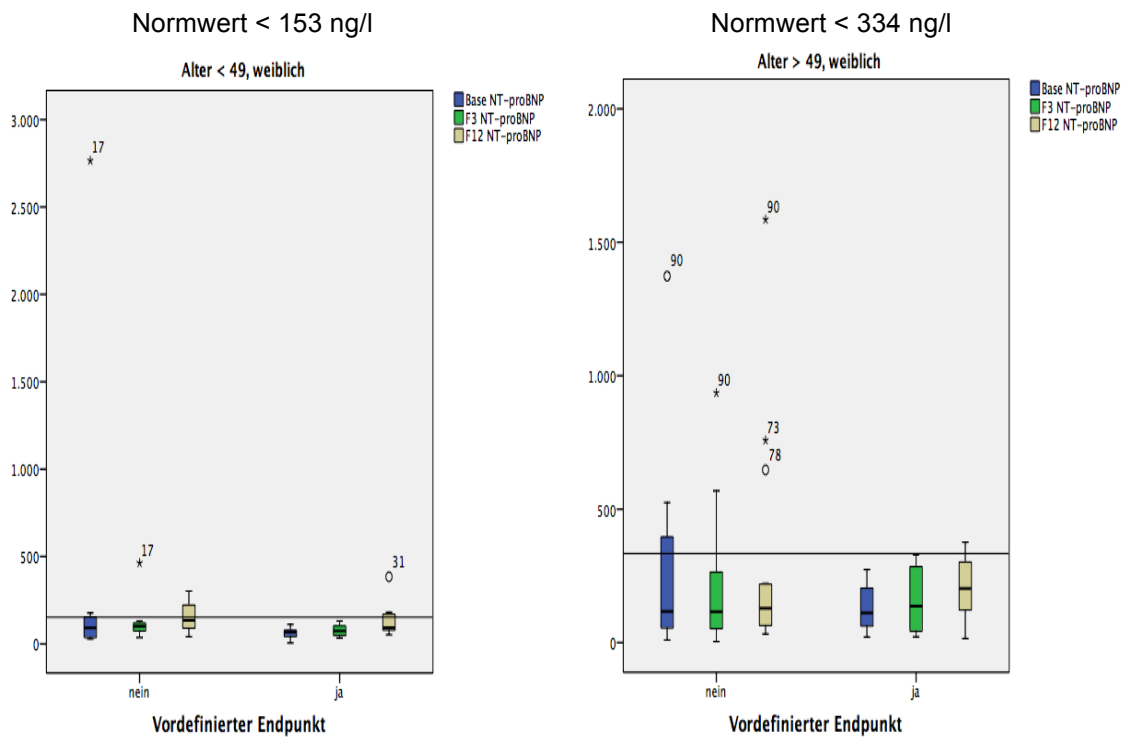 Normwert < 153 ng/l
Alter < 49, weiblich
Base NT-proBNP
F3 NT-proBNP
F12 NT-proBNP
3.000
2.500
2.000
1.500
1.000
500
0
17
17
31
nein
ja
Vordefinierter Endpunkt
Normwert < 334 ng/l
Alter > 49, weiblich
Base NT-proBNP
F3 NT-proBNP
F12 NT-proBNP
2.000
1.500
1.000
500
0
90
90
90
73
78
nein
ja
Vordefinierter Endpunkt